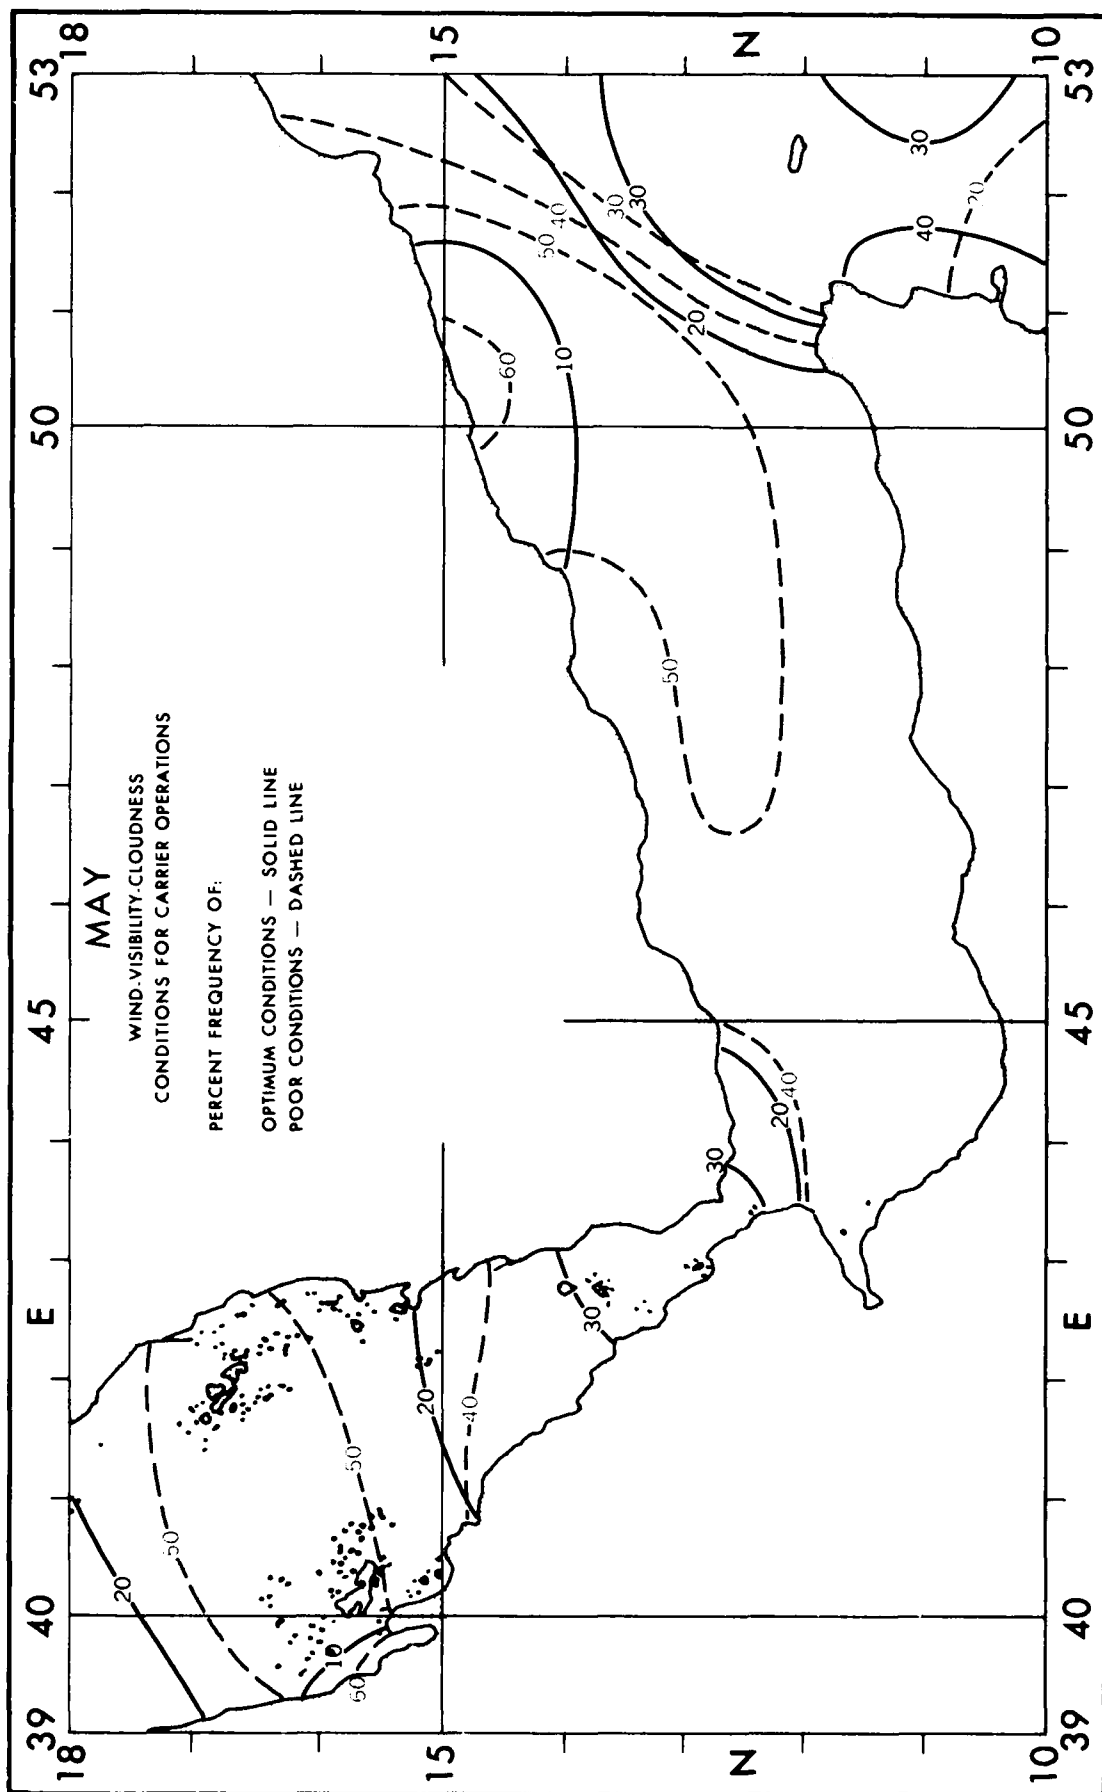 39 40 E 45 50 53
18 18
MAY
WIND-VISIBILITY-CLOUDNESS
CONDITIONS FOR CARRIER OPERATIONS
PERCENT FREQUENCY OF:
OPTIMUM CONDITIONS — SOLID LINE
POOR CONDITIONS — DASHED LINE
20
50
10
60
50
20
15 15
40
60
50
40
10
30
30
30
50
20
30
N N
20
40
30
40
20
10 10
39 40 E 45 50 53